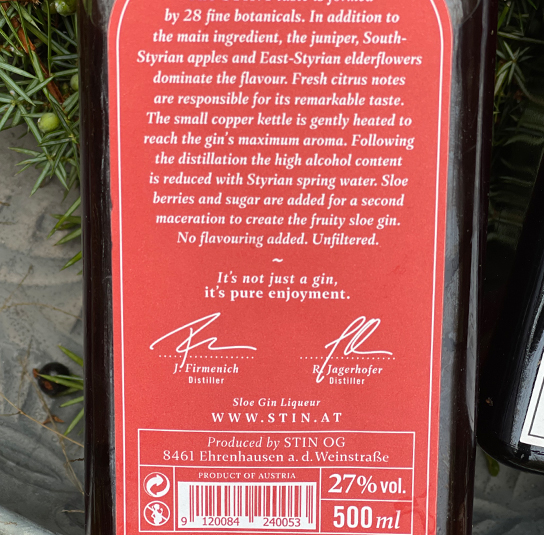 by 28 fine botanicals. In addition to
the main ingredient, the juniper, South-
Styrian apples and East-Styrian elderflowers
dominate the flavour. Fresh citrus notes
are responsible for its remarkable taste.
The small copper kettle is gently heated to
reach the gin's maximum aroma. Following
the distillation the high alcohol content
is reduced with Styrian spring water. Sloe
berries and sugar are added for a second
maceration to create the fruity sloe gin.
No flavouring added. Unfiltered.
~
It's not just a gin,
it's pure enjoyment.
J. Firmenich
Distiller
R. Jagerhofer
Distiller
Sloe Gin Liqueur
WWW.STIN.AT
Produced by STIN OG
8461 Ehrenhausen a. d. Weinstraße
PRODUCT OF AUSTRIA
9 120084 240053
27% vol.
500 ml